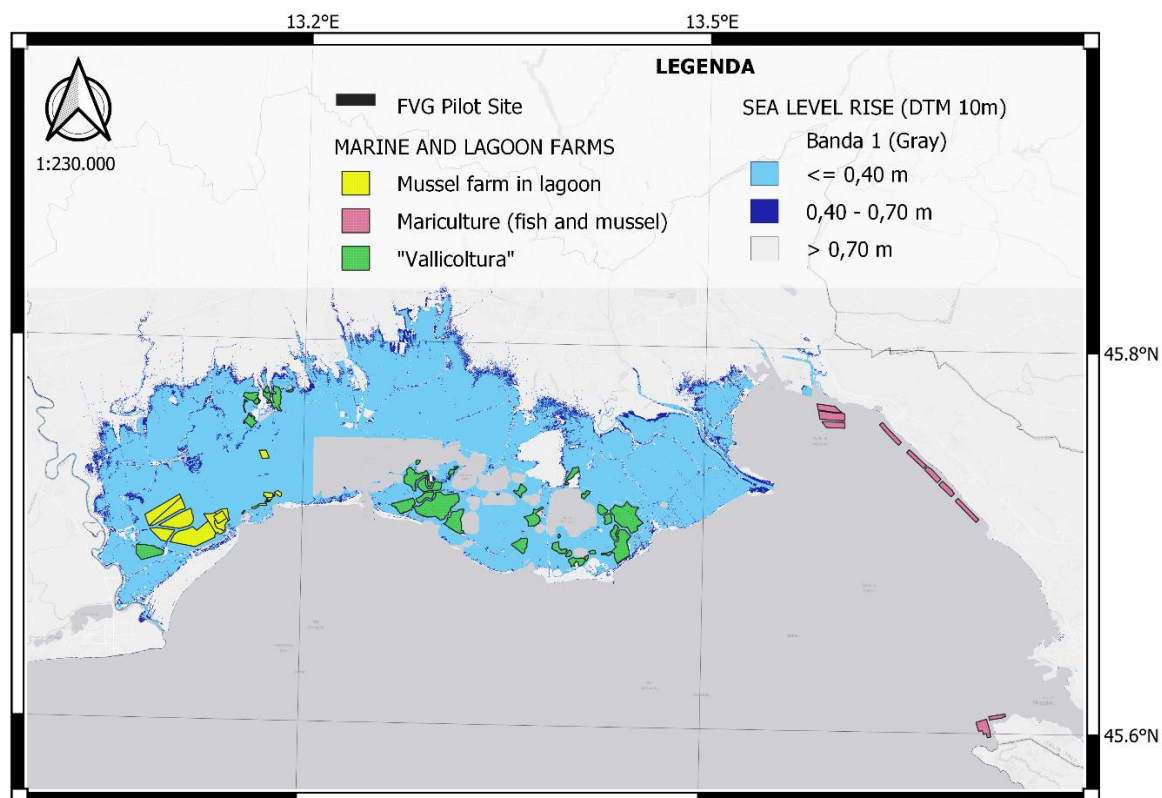 13.2°E
13.5°E
LEGENDA
1:230.000
FVG Pilot Site
MARINE AND LAGOON FARMS
Mussel farm in lagoon
Mariculture (fish and mussel)
"Vallicoltura"
SEA LEVEL RISE (DTM 10m)
Banda 1 (Gray)
<= 0,40 m
0,40 - 0,70 m
> 0,70 m
45.8°N
45.6°N